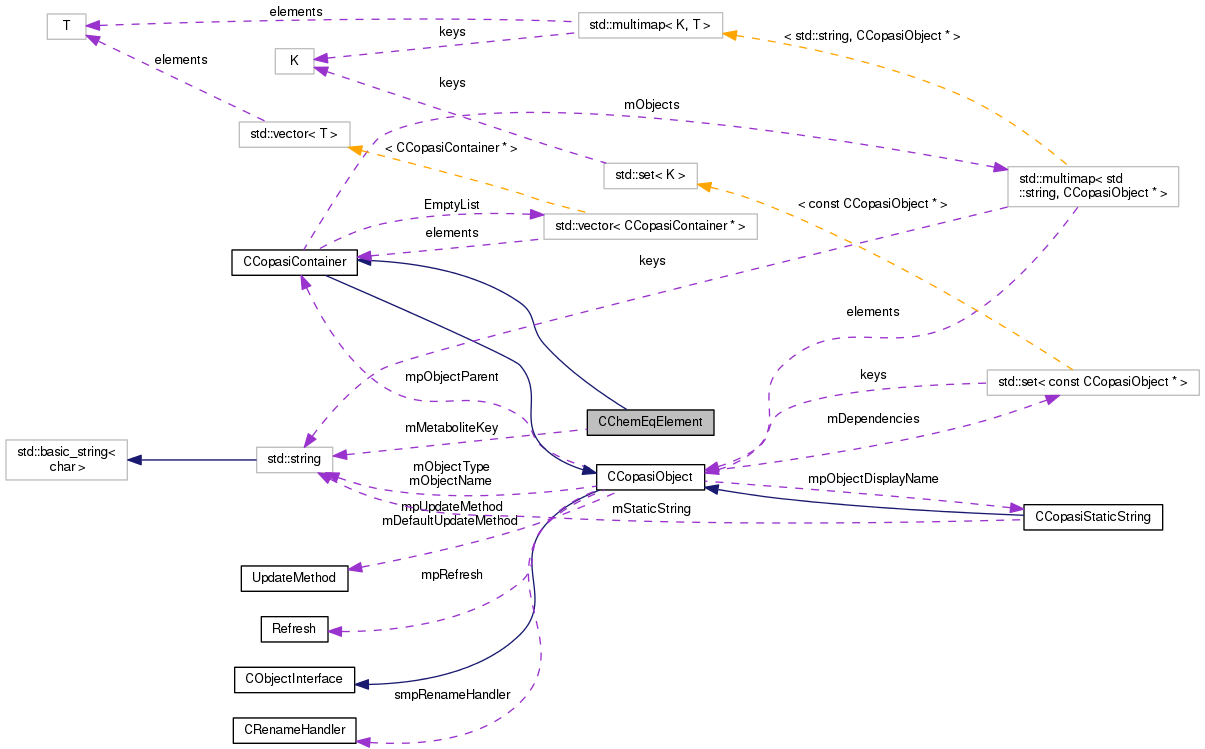 elements
T
std::multimap< K, T >
keys
< std::string, CCopasiObject * >
elements
K
keys
mObjects
std::vector< T >
< CCopasiContainer * >
std::set< K >
std::multimap< std
::string, CCopasiObject * >
EmptyList
< const CCopasiObject * >
std::vector< CCopasiContainer * >
elements
CCopasiContainer
keys
elements
mpObjectParent
keys
std::set< const CCopasiObject * >
mDependencies
CChemEqElement
mMetaboliteKey
std::basic_string<
char >
std::string
mObjectType
mObjectName
CCopasiObject
mpObjectDisplayName
mpUpdateMethod
mDefaultUpdateMethod
mStaticString
CCopasiStaticString
UpdateMethod
mpRefresh
Refresh
CObjectInterface
smpRenameHandler
CRenameHandler